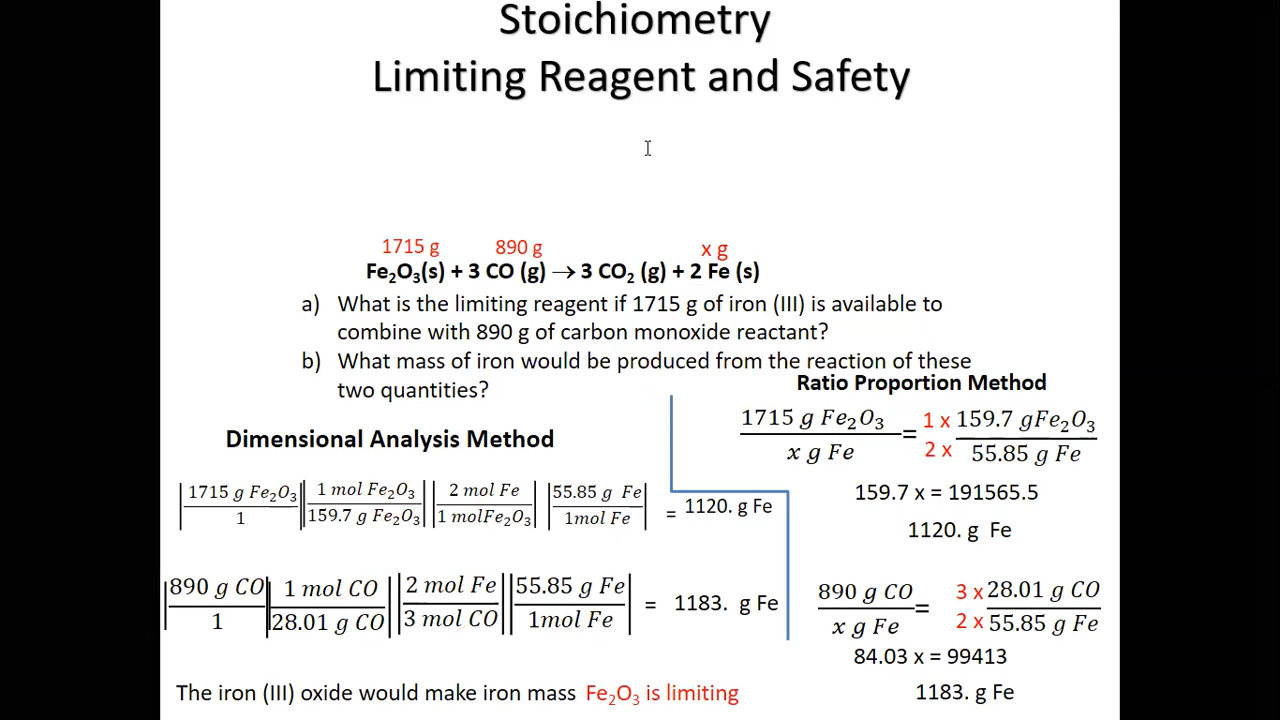 Stoichiometry
Limiting Reagent and Safety
1715 g 890 g x g
Fe₂O₃(s) + 3 CO (g) → 3 CO₂ (g) + 2 Fe (s)
a) What is the limiting reagent if 1715 g of iron (III) is available to
combine with 890 g of carbon monoxide reactant?
b) What mass of iron would be produced from the reaction of these
two quantities?
Dimensional Analysis Method
|1715 g Fe₂O₃/1||1 mol Fe₂O₃/159.7 g Fe₂O₃||2 mol Fe/1 molFe₂O₃||55.85 g Fe/1mol Fe| = 1120. g Fe
|890 g CO/1||1 mol CO/28.01 g CO||2 mol Fe/3 mol CO||55.85 g Fe/1mol Fe| = 1183. g Fe
The iron (III) oxide would make iron mass Fe₂O₃ is limiting
Ratio Proportion Method
1715 g Fe₂O₃/x g Fe = 1 x 159.7 gFe₂O₃/2 x 55.85 g Fe
159.7 x = 191565.5
1120. g Fe
890 g CO/x g Fe = 3 x 28.01 g CO/2 x 55.85 g Fe
84.03 x = 99413
1183. g Fe